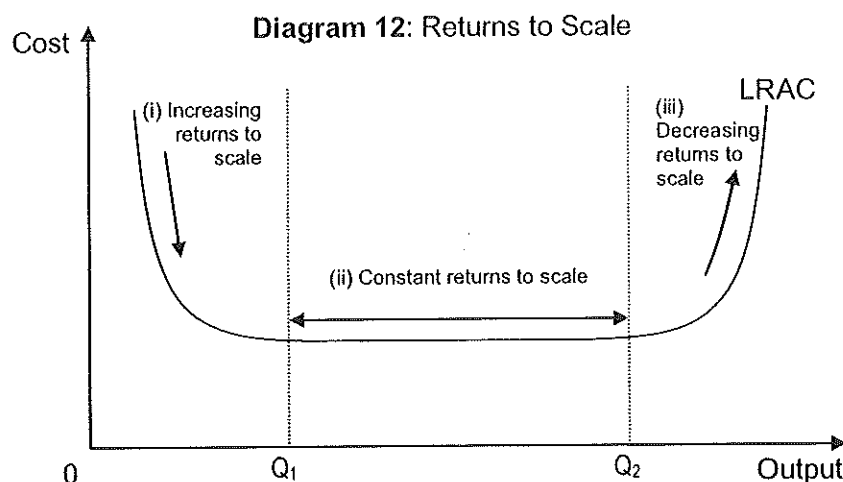 Diagram 12: Returns to Scale
Cost
LRAC
(i) Increasing
returns to
scale
(iii)
Decreasing
returns to
scale
(ii) Constant returns to scale
0
Q₁
Q₂
Output